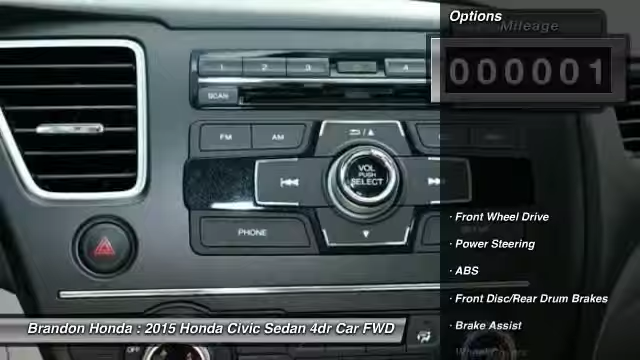 Options
Mileage
000001
1 2 3 A
SCAN
FM AM
VOL
PUSH
SELECT
PHONE
· Front Wheel Drive
· Power Steering
· ABS
· Front Disc/Rear Drum Brakes
· Brake Assist
Brandon Honda : 2015 Honda Civic Sedan 4dr Car FWD
OFF